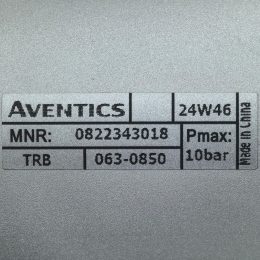 AVENTICS 24W46
MNR: 0822343018 Pmax:
TRB 063-0850 10bar
Made in China